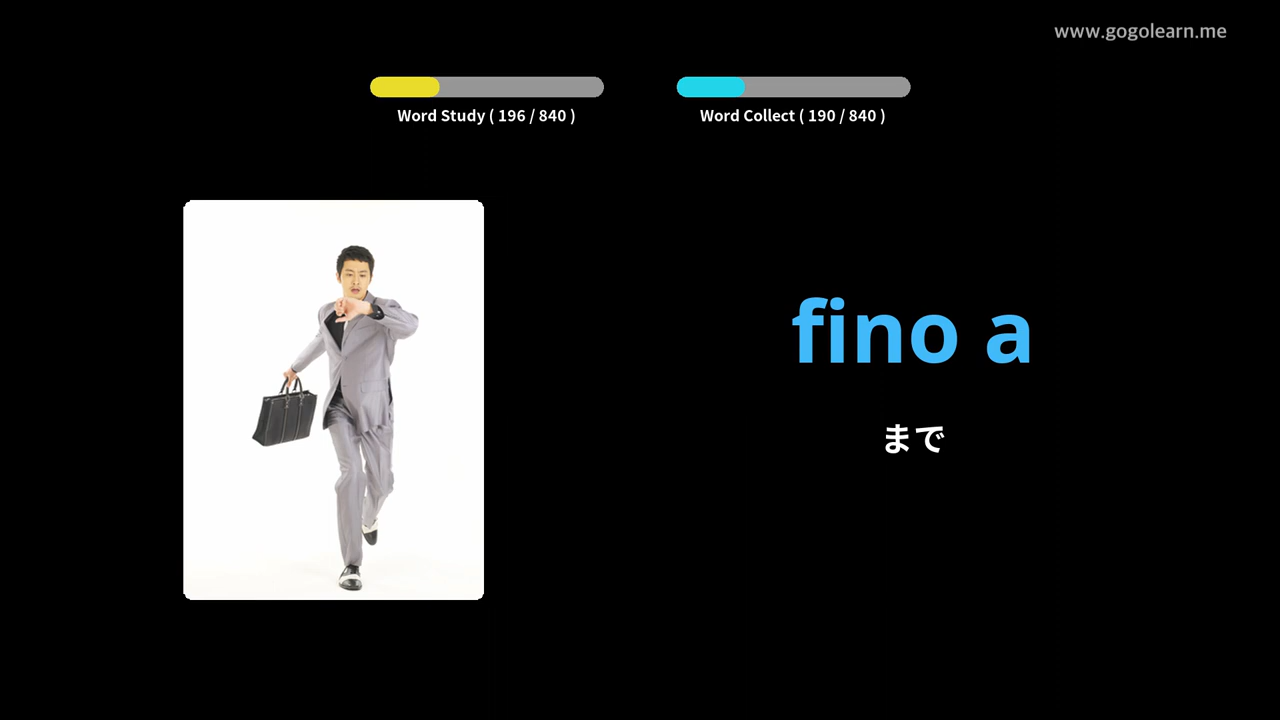 www.gogolearn.me
Word Study ( 196 / 840 )
Word Collect ( 190 / 840 )
fino a
まで